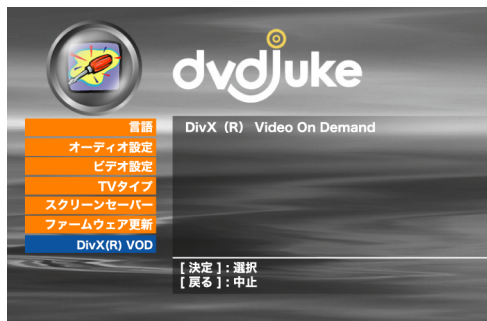 dvdjuke
言語
オーディオ設定
ビデオ設定
TVタイプ
スクリーンセーバー
ファームウェア更新
DivX(R) VOD
DivX (R) Video On Demand
[ 決定 ] : 選択
[ 戻る ] : 中止